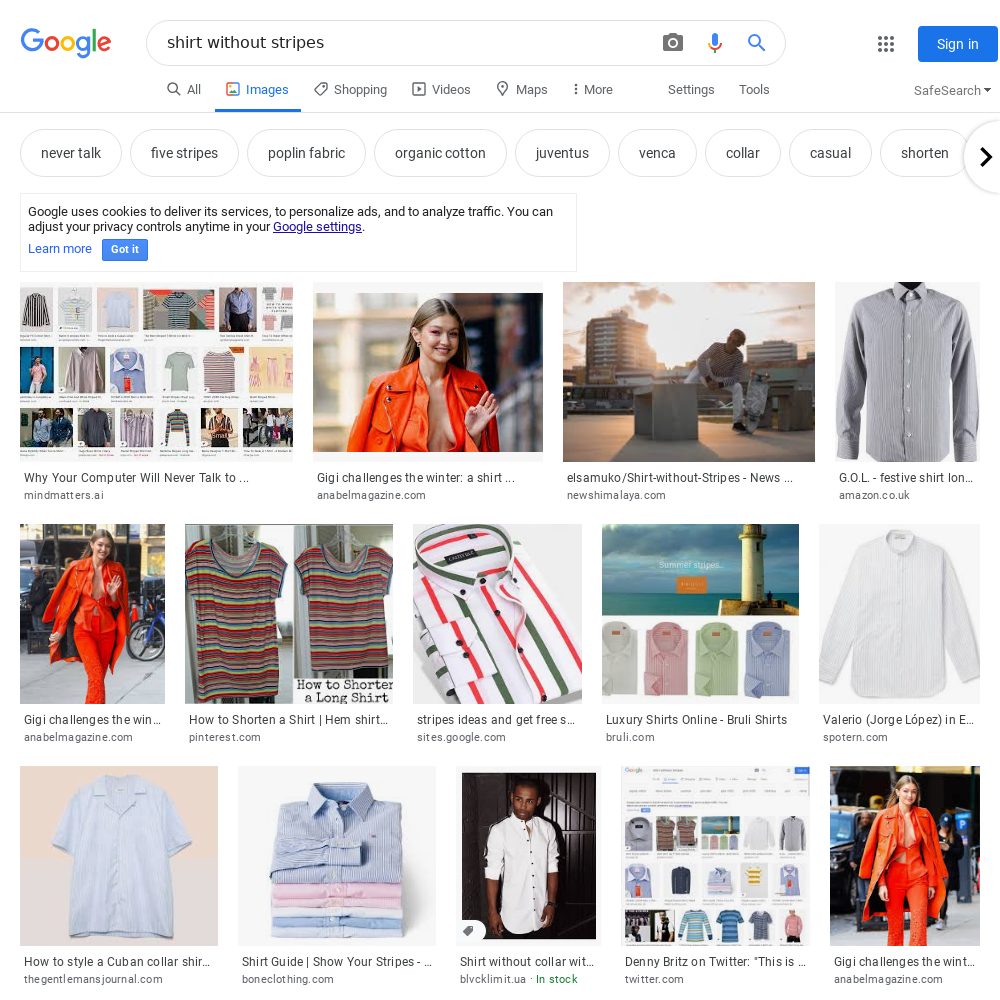 Google
shirt without stripes
Sign in
All
Images
Shopping
Videos
Maps
More
Settings
Tools
SafeSearch
never talk
five stripes
poplin fabric
organic cotton
juventus
venca
collar
casual
shorten
Google uses cookies to deliver its services, to personalize ads, and to analyze traffic. You can
adjust your privacy controls anytime in your Google settings.
Learn more
Got it
Why Your Computer Will Never Talk to ...
mindmatters.ai
Gigi challenges the winter: a shirt ...
anabelmagazine.com
elsamuko/Shirt-without-Stripes - News ...
newshimalaya.com
G.O.L. - festive shirt lon...
amazon.co.uk
Summer stripes...
How to Shorten
a Long Shirt
Gigi challenges the win...
anabelmagazine.com
How to Shorten a Shirt | Hem shirt...
pinterest.com
stripes ideas and get free s...
sites.google.com
Luxury Shirts Online - Bruli Shirts
bruli.com
Valerio (Jorge López) in E...
spotern.com
How to style a Cuban collar shir...
thegentlemansjournal.com
Shirt Guide | Show Your Stripes - ...
boneclothing.com
Shirt without collar wit...
blvcklimit.ua · In stock
Denny Britz on Twitter: "This is ...
twitter.com
Gigi challenges the wint...
anabelmagazine.com